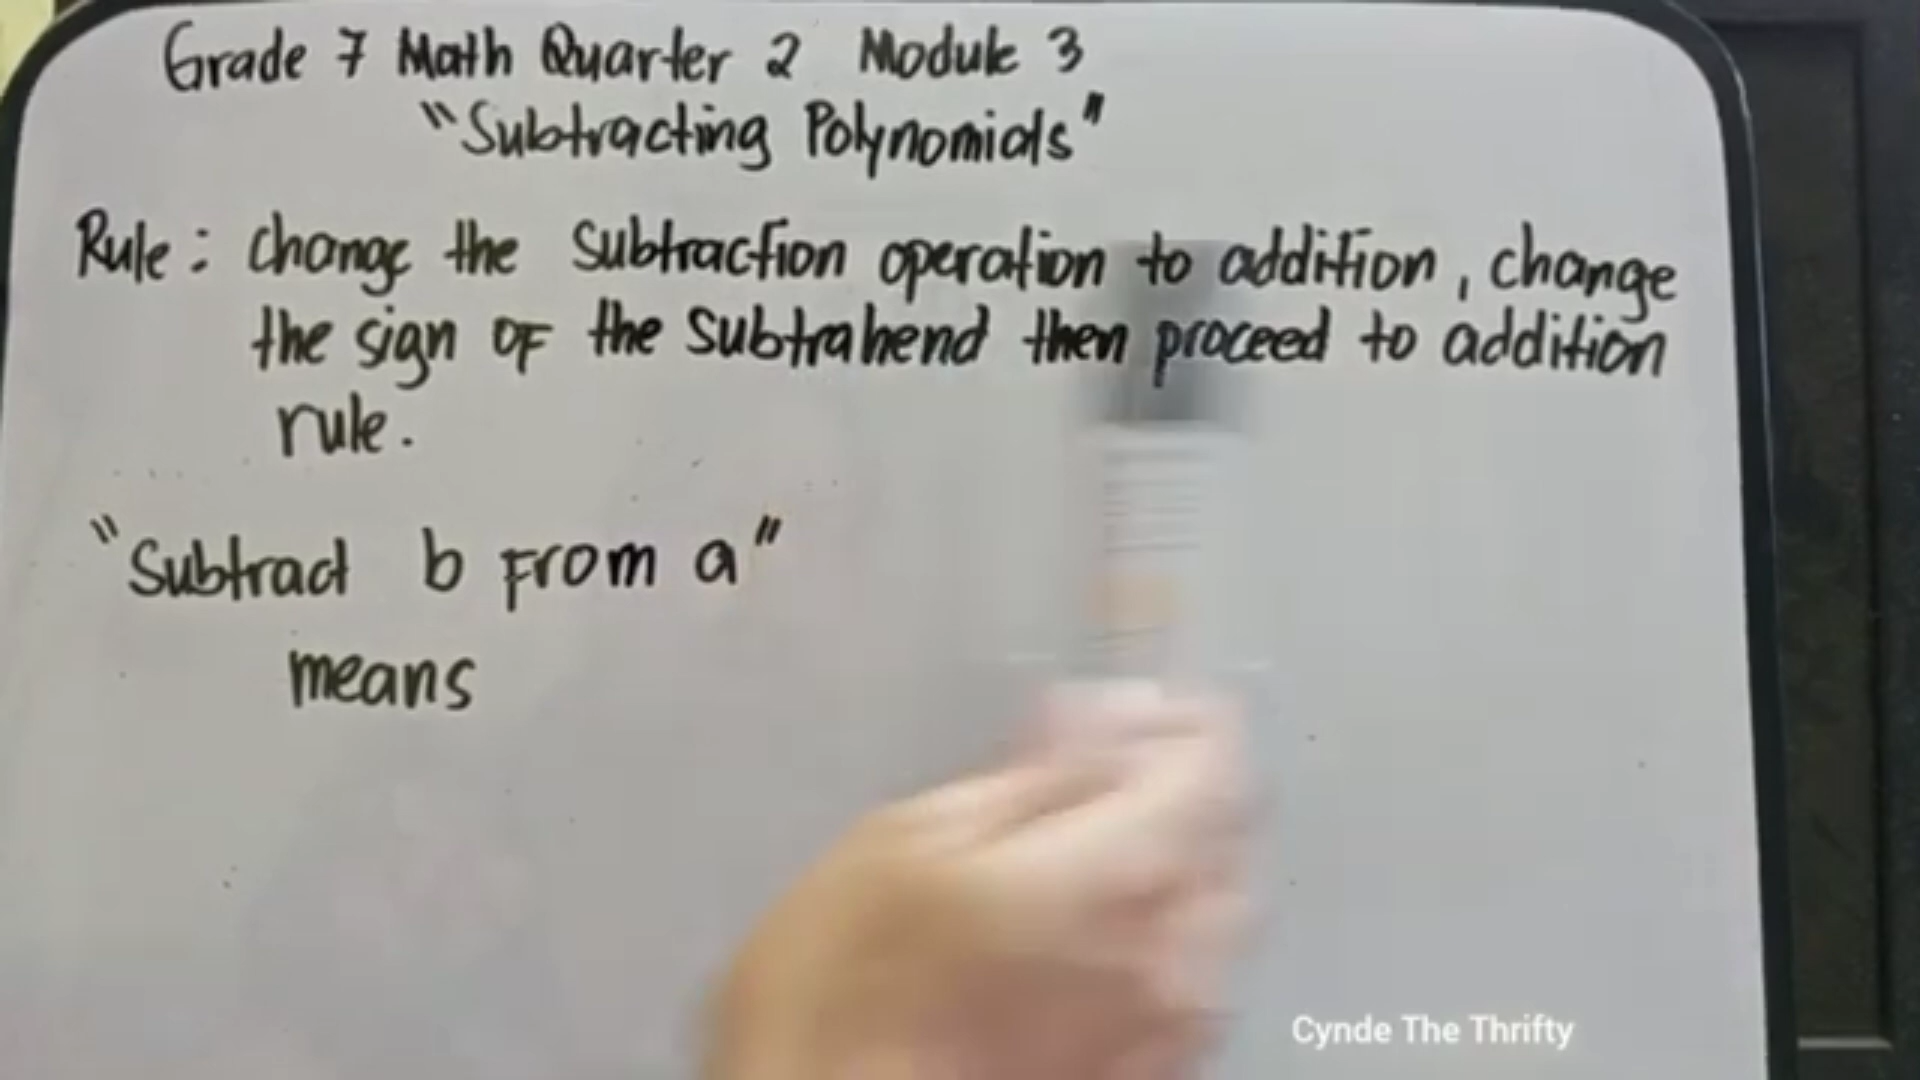 Grade 7 Math Quarter 2 Module 3
"Subtracting Polynomials"
Rule: change the subtraction operation to addition, change
the sign of the subtrahend then proceed to addition
rule.
"Subtract b from a"
means
Cynde The Thrifty